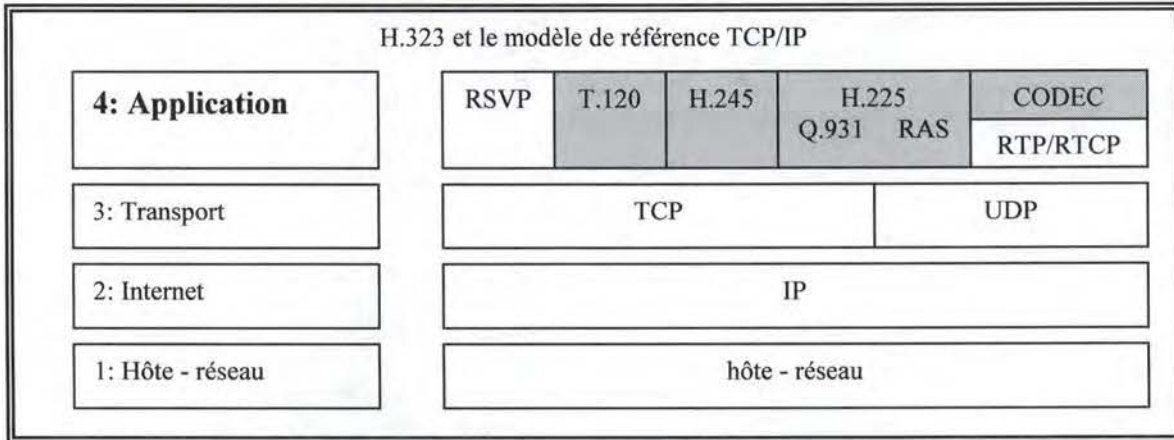 H.323 et le modèle de référence TCP/IP
4: Application
RSVP
T.120
H.245
H.225
Q.931 RAS
CODEC
RTP/RTCP
3: Transport
TCP
UDP
2: Internet
IP
1: Hôte - réseau
hôte - réseau